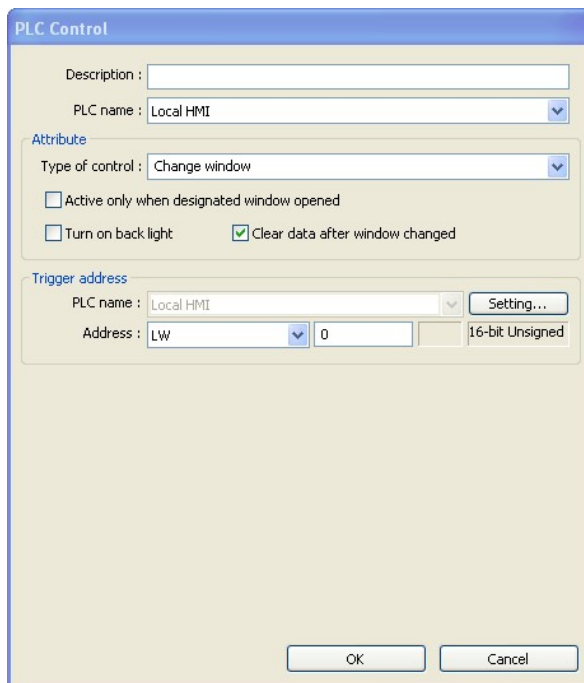 PLC Control
Description :
PLC name : Local HMI
Attribute
Type of control : Change window
Active only when designated window opened
Turn on back light Clear data after window changed
Trigger address
PLC name : Local HMI Setting...
Address : LW 0 16-bit Unsigned
OK Cancel